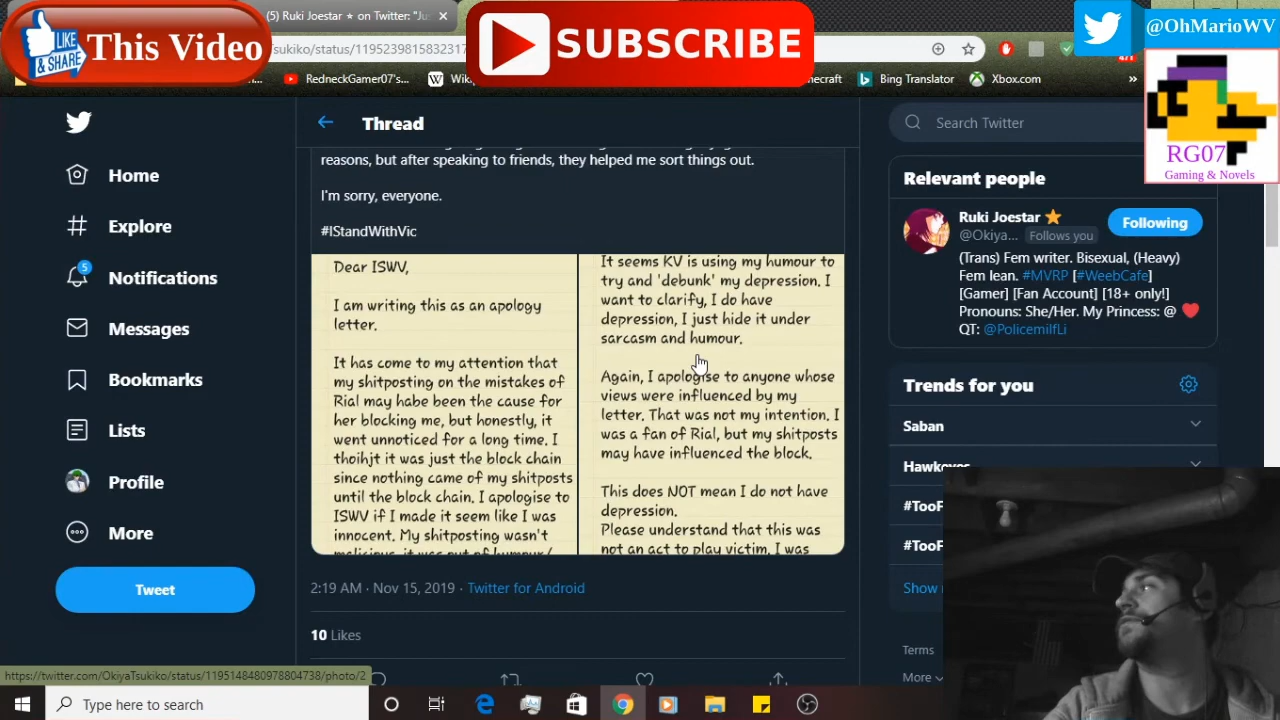 (5) Ruki Joestar ★ on Twitter: "Jus
LIKE
& SHARE
This Video
SUBSCRIBE
@OhMarioWV
sukiko/status/11952398158323
RedneckGamer07's...
Bing Translator
Xbox.com
»
RG07
Gaming & Novels
Home
Explore
5
Notifications
Messages
Bookmarks
Lists
Profile
More
Tweet
Thread
reasons, but after speaking to friends, they helped me sort things out.
I'm sorry, everyone.
#IStandWithVic
Dear ISWV,
I am writing this as an apology
letter.
It has come to my attention that
my shitposting on the mistakes of
Rial may habe been the cause for
her blocking me, but honestly, it
went unnoticed for a long time. I
thoihjt it was just the block chain
since nothing came of my shitposts
until the block chain. I apologise to
ISWV if I made it seem like I was
innocent. My shitposting wasn't
It seems KV is using my humour to
try and 'debunk' my depression. I
want to clarify, I do have
depression, I just hide it under
sarcasm and humour.
Again, I apologise to anyone whose
views were influenced by my
letter. That was not my intention. I
was a fan of Rial, but my shitposts
may have influenced the block.
This does NOT mean I do not have
depression.
Please understand that this was
not an act to play victim. I was
2:19 AM · Nov 15, 2019 · Twitter for Android
10 Likes
Search Twitter
Relevant people
Ruki Joestar
@Okiya... Follows you
Following
(Trans) Fem writer. Bisexual, (Heavy)
Fem lean. #MVRP [#WeebCafe]
[Gamer] [Fan Account] [18+ only!]
Pronouns: She/Her. My Princess: @
QT: @PolicemilfLi
Trends for you
Saban
Hawkeyes
#TooF
#TooF
Show
Terms
More
https://twitter.com/OkiyaTsukiko/status/1195148480978804738/photo/2
Type here to search